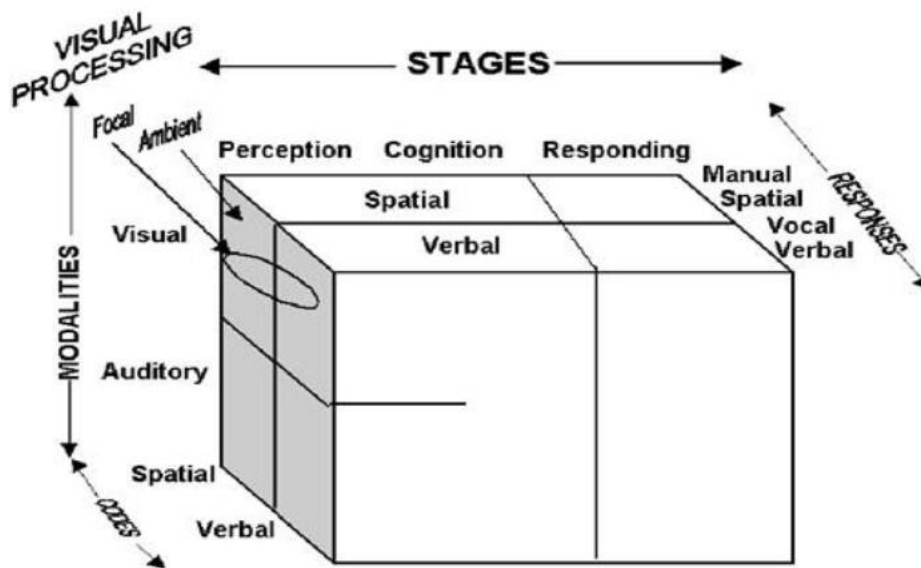 VISUAL
PROCESSING
STAGES
Focal
Ambient
Perception Cognition Responding
Manual
Spatial
Vocal
Verbal
RESPONSES
Spatial
Verbal
Visual
MODALITIES
Auditory
Spatial
Verbal
CODES